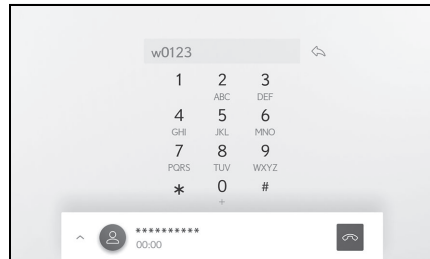 w0123
1 2 3
ABC DEF
4 5 6
GHI JKL MNO
7 8 9
PQRS TUV WXYZ
* 0 #
+
**********
00:00